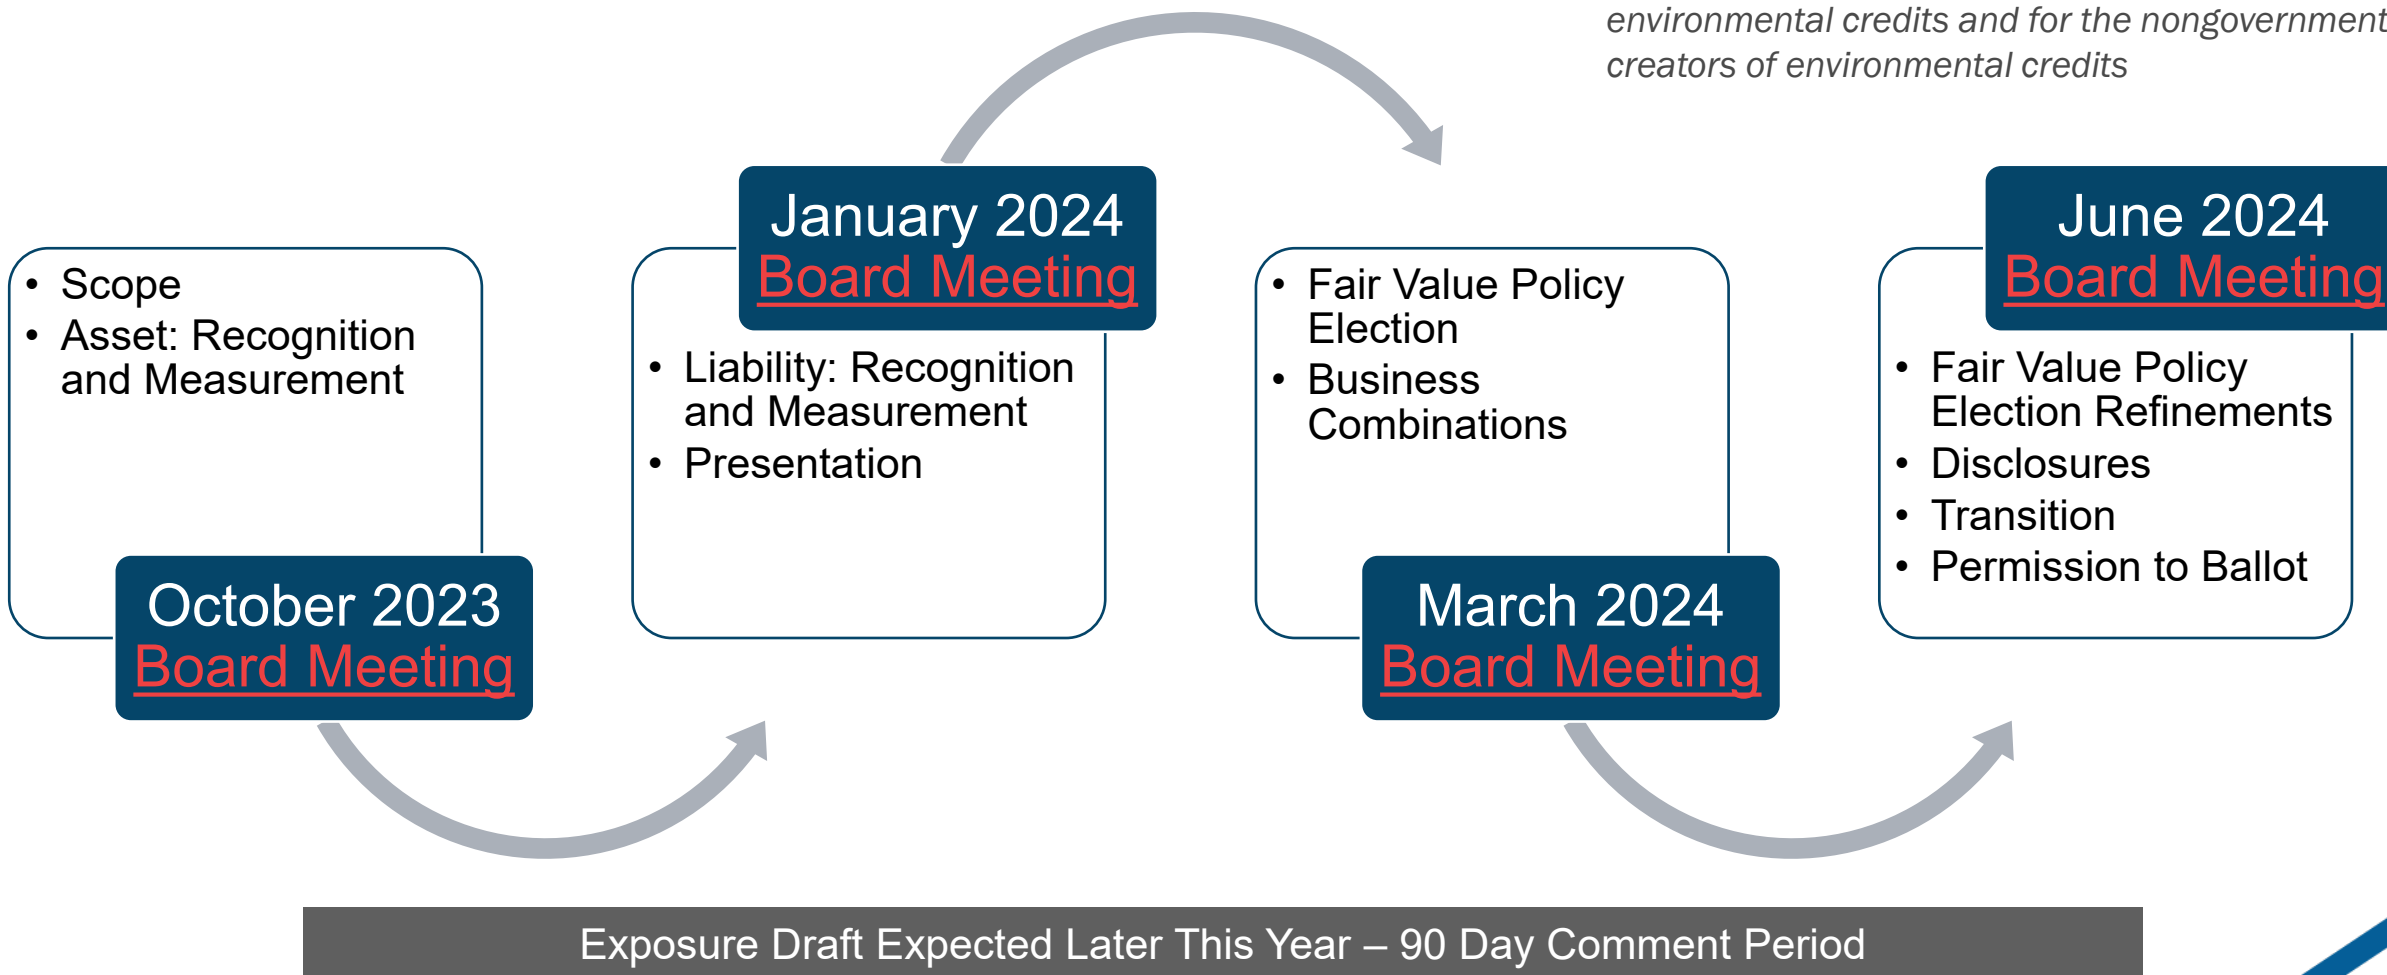 environmental credits and for the nongovernment
creators of environmental credits
• Scope
• Asset: Recognition
and Measurement
October 2023
Board Meeting
January 2024
Board Meeting
• Liability: Recognition
and Measurement
• Presentation
• Fair Value Policy
Election
• Business
Combinations
March 2024
Board Meeting
June 2024
Board Meeting
• Fair Value Policy
Election Refinements
• Disclosures
• Transition
• Permission to Ballot
Exposure Draft Expected Later This Year – 90 Day Comment Period